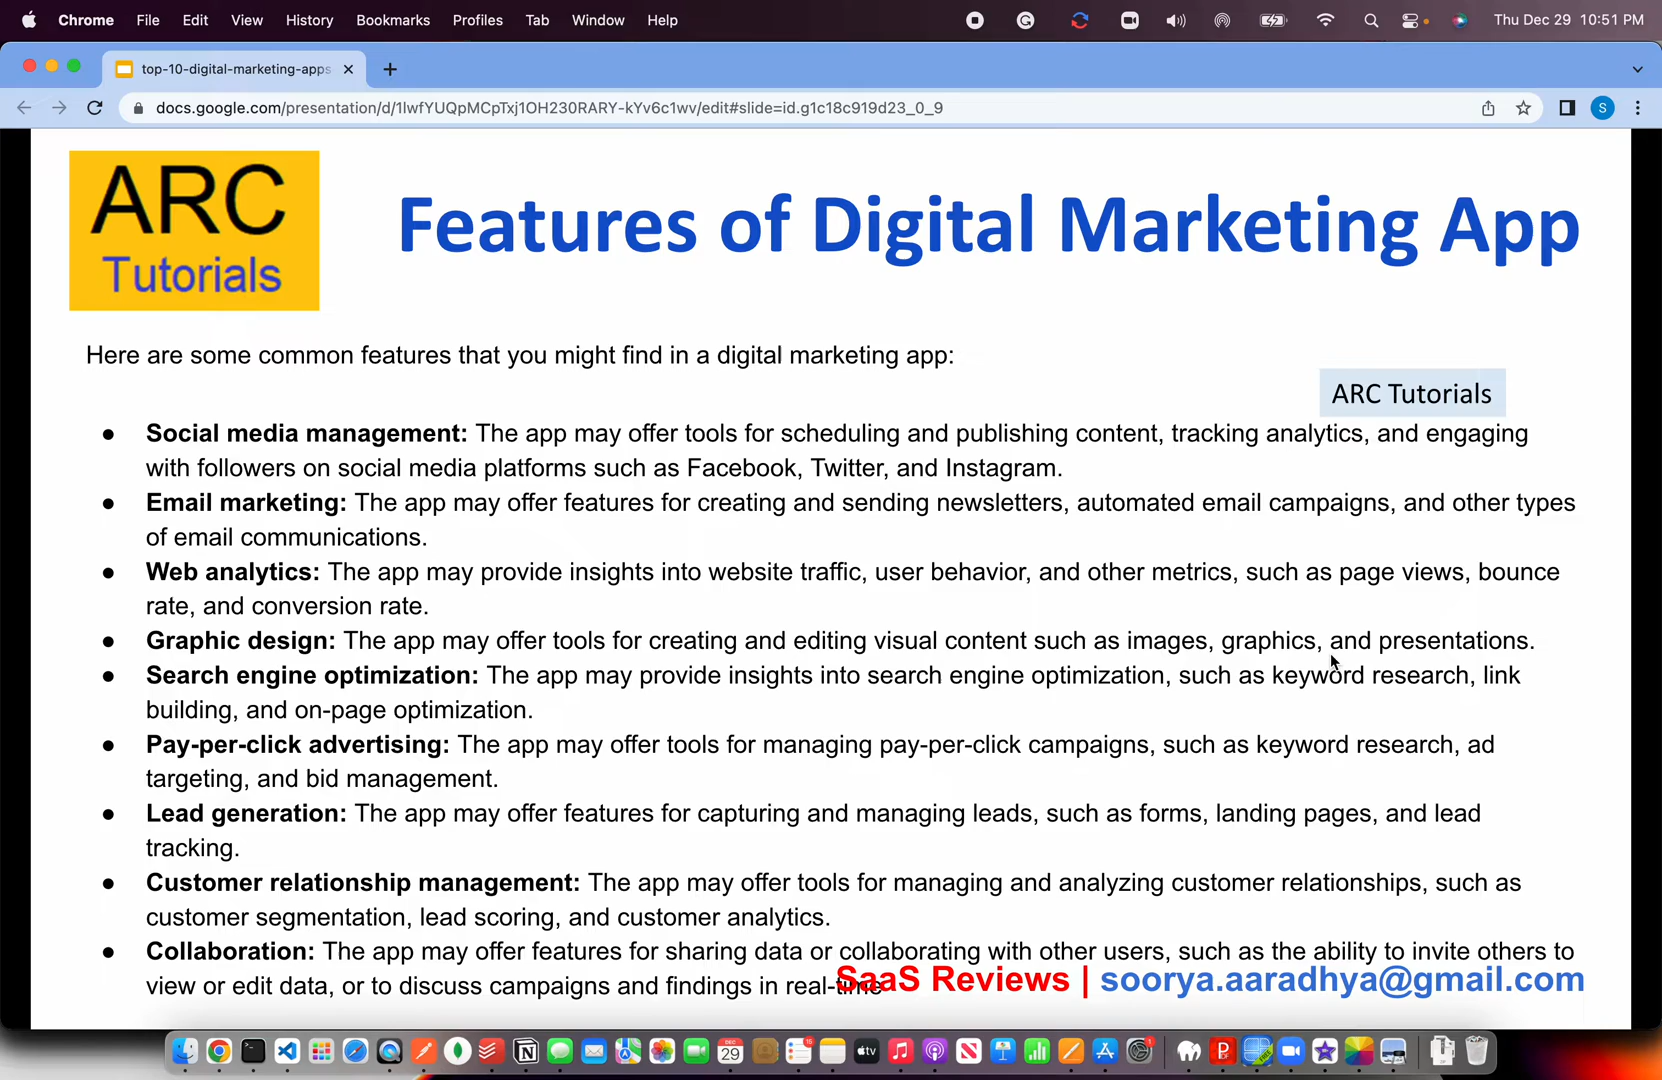 Chrome File Edit View History Bookmarks Profiles Tab Window Help Thu Dec 29 10:51 PM
top-10-digital-marketing-apps
docs.google.com/presentation/d/1lwfYUQpMCpTxj1OH230RARY-kYv6c1wv/edit#slide=id.g1c18c919d23_0_9
S
ARC
Tutorials
Features of Digital Marketing App
Here are some common features that you might find in a digital marketing app:
ARC Tutorials
● Social media management: The app may offer tools for scheduling and publishing content, tracking analytics, and engaging
with followers on social media platforms such as Facebook, Twitter, and Instagram.
● Email marketing: The app may offer features for creating and sending newsletters, automated email campaigns, and other types
of email communications.
● Web analytics: The app may provide insights into website traffic, user behavior, and other metrics, such as page views, bounce
rate, and conversion rate.
● Graphic design: The app may offer tools for creating and editing visual content such as images, graphics, and presentations.
● Search engine optimization: The app may provide insights into search engine optimization, such as keyword research, link
building, and on-page optimization.
● Pay-per-click advertising: The app may offer tools for managing pay-per-click campaigns, such as keyword research, ad
targeting, and bid management.
● Lead generation: The app may offer features for capturing and managing leads, such as forms, landing pages, and lead
tracking.
● Customer relationship management: The app may offer tools for managing and analyzing customer relationships, such as
customer segmentation, lead scoring, and customer analytics.
● Collaboration: The app may offer features for sharing data or collaborating with other users, such as the ability to invite others to
view or edit data, or to discuss campaigns and findings in real-time
SaaS Reviews | soorya.aaradhya@gmail.com
DEC
29
tv